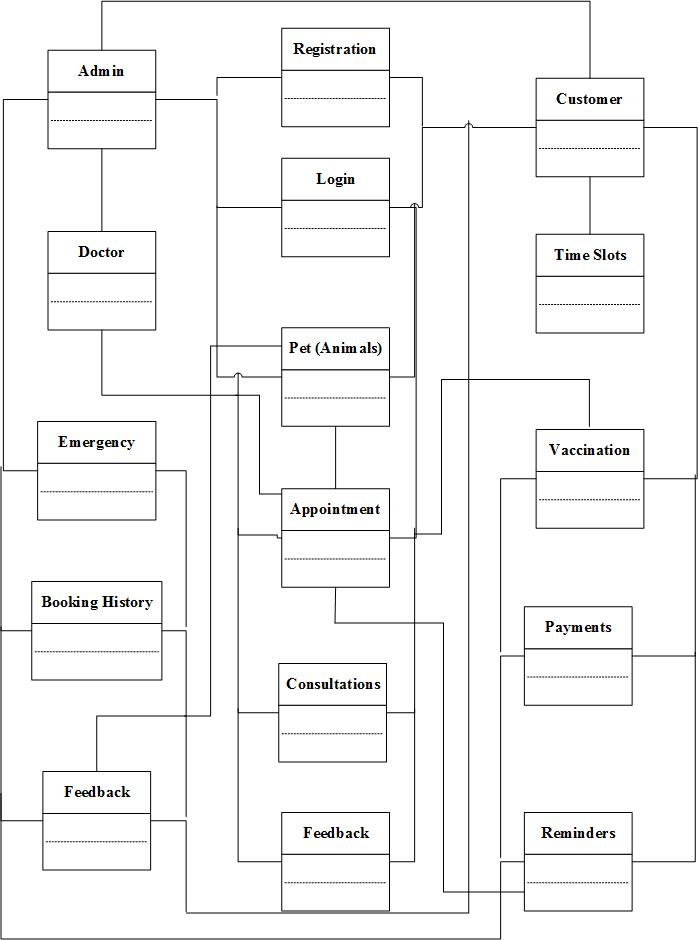 Registration
Admin
Customer
Login
Doctor
Time Slots
Pet (Animals)
Emergency
Vaccination
Appointment
Booking History
Payments
Consultations
Feedback
Feedback
Reminders